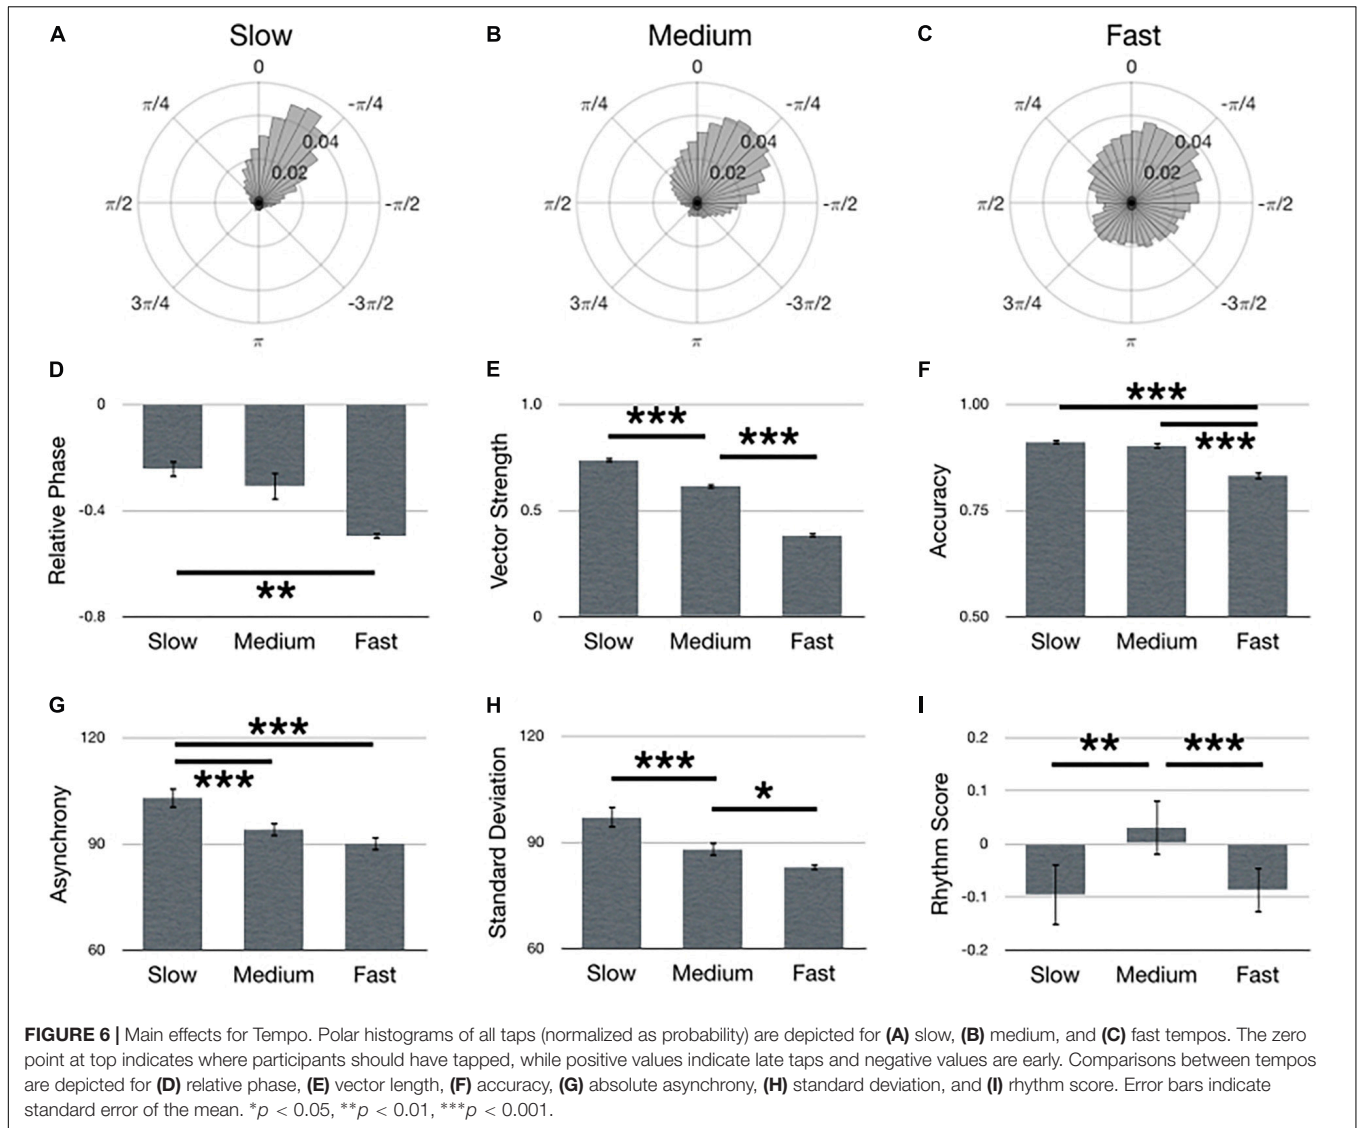 A
Slow
B
Medium
C
Fast
0
π/4
-π/4
0.04
0.02
π/2
-π/2
3π/4
-3π/2
π
0
π/4
-π/4
0.04
0.02
π/2
-π/2
3π/4
-3π/2
π
0
π/4
-π/4
0.04
0.02
π/2
-π/2
3π/4
-3π/2
π
D
Relative Phase
0
-0.4
-0.8
**
Slow Medium Fast
E
Vector Strength
1.0
0.5
0
***
***
Slow Medium Fast
F
Accuracy
1.00
0.75
0.50
***
***
Slow Medium Fast
G
Asynchrony
120
90
60
***
***
Slow Medium Fast
H
Standard Deviation
120
90
60
***
*
Slow Medium Fast
I
Rhythm Score
0.2
0.1
0
-0.1
-0.2
**
***
Slow Medium Fast
FIGURE 6 | Main effects for Tempo. Polar histograms of all taps (normalized as probability) are depicted for (A) slow, (B) medium, and (C) fast tempos. The zero
point at top indicates where participants should have tapped, while positive values indicate late taps and negative values are early. Comparisons between tempos
are depicted for (D) relative phase, (E) vector length, (F) accuracy, (G) absolute asynchrony, (H) standard deviation, and (I) rhythm score. Error bars indicate
standard error of the mean. *p < 0.05, **p < 0.01, ***p < 0.001.